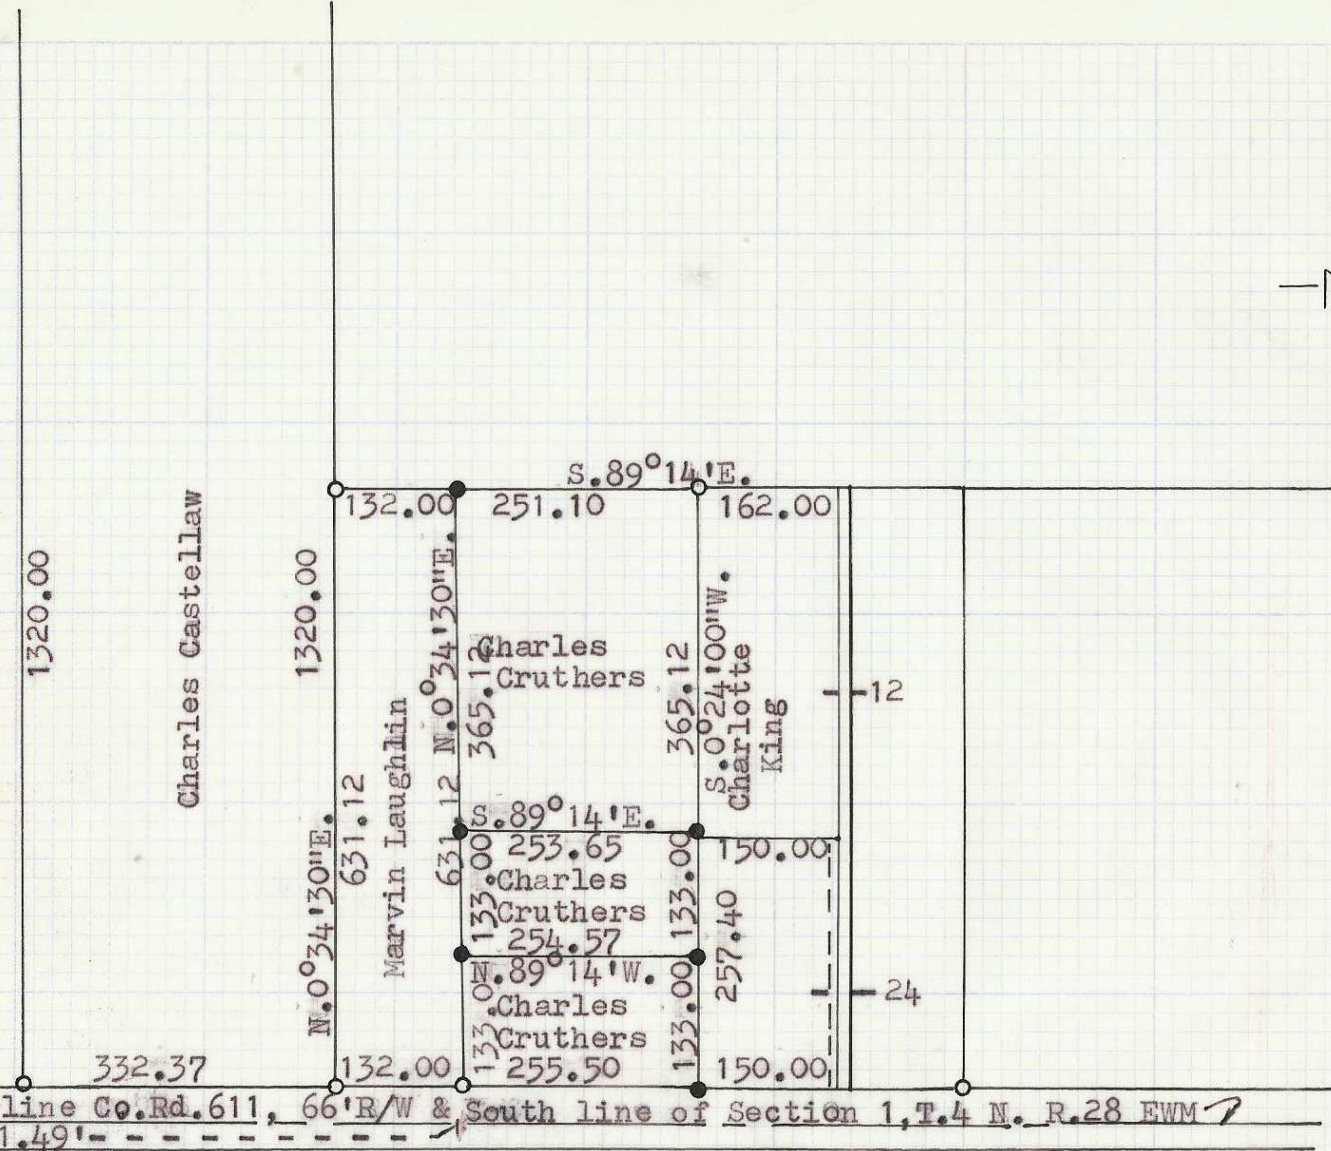 S.89°14'E.
132.00 251.10 162.00
1320.00
Charles Castellaw
1320.00
N.0°34'30"E.
631.12
Marvin Laughlin
N.0°34'30"E.
631.12
365.12
Charles
Cruthers
365.12
S.0°24'00"W.
Charlotte
King
12
S.89°14'E.
253.65
150.00
133.00
Charles
Cruthers
133.00
254.57
257.40
N.89°14'W.
133.0
Charles
Cruthers
133.00
24
332.37 132.00 255.50 150.00
line Co.Rd.611, 66'R/W & South line of Section 1,T.4 N. R.28 EWM
1.49'